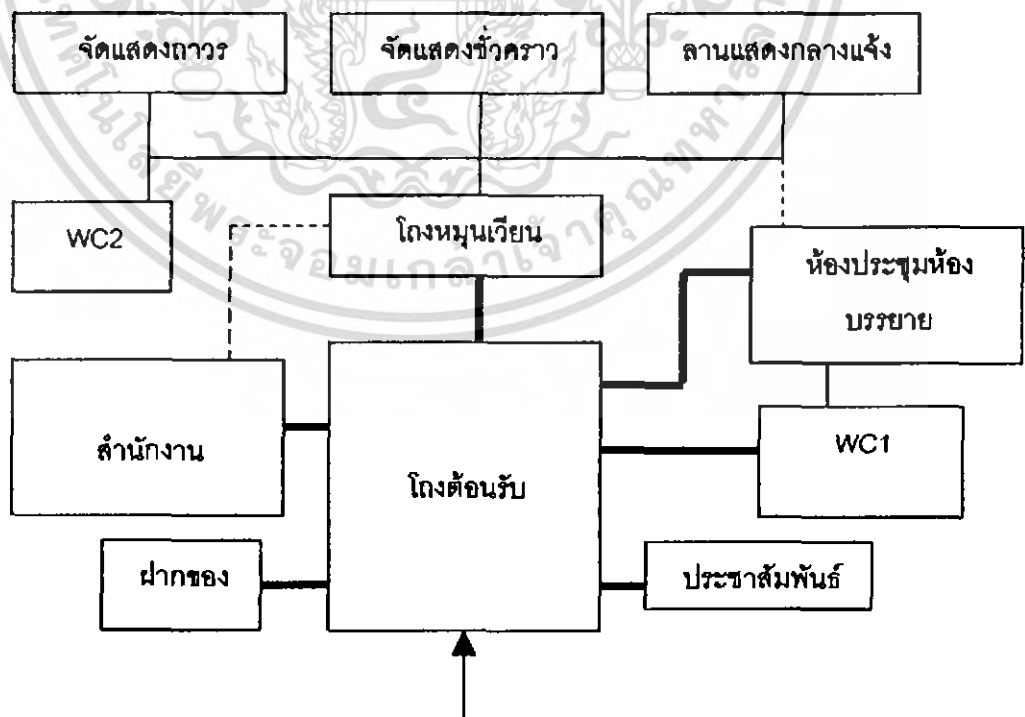 จัดแสดงถาวร
จัดแสดงชั่วคราว
ลานแสดงกลางแจ้ง
WC2
โถงหมุนเวียน
ห้องประชุมห้อง
บรรยาย
สำนักงาน
โถงต้อนรับ
WC1
ฝากของ
ประชาสัมพันธ์